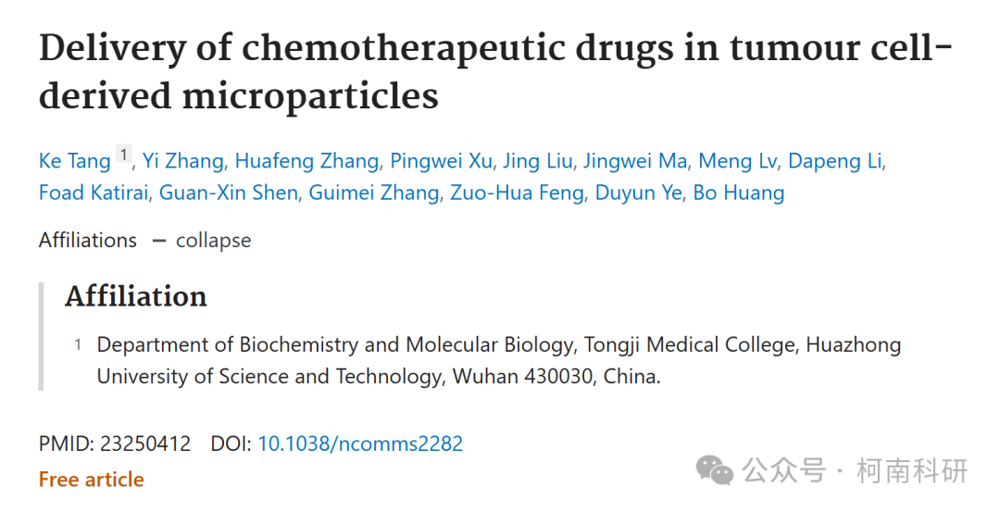 Delivery of chemotherapeutic drugs in tumour cell-
derived microparticles
Ke Tang 1, Yi Zhang, Huafeng Zhang, Pingwei Xu, Jing Liu, Jingwei Ma, Meng Lv, Dapeng Li,
Foad Katirai, Guan-Xin Shen, Guimei Zhang, Zuo-Hua Feng, Duyun Ye, Bo Huang
Affiliations — collapse
Affiliation
1 Department of Biochemistry and Molecular Biology, Tongji Medical College, Huazhong
University of Science and Technology, Wuhan 430030, China.
PMID: 23250412 DOI: 10.1038/ncomms2282
Free article
公众号 · 柯南科研